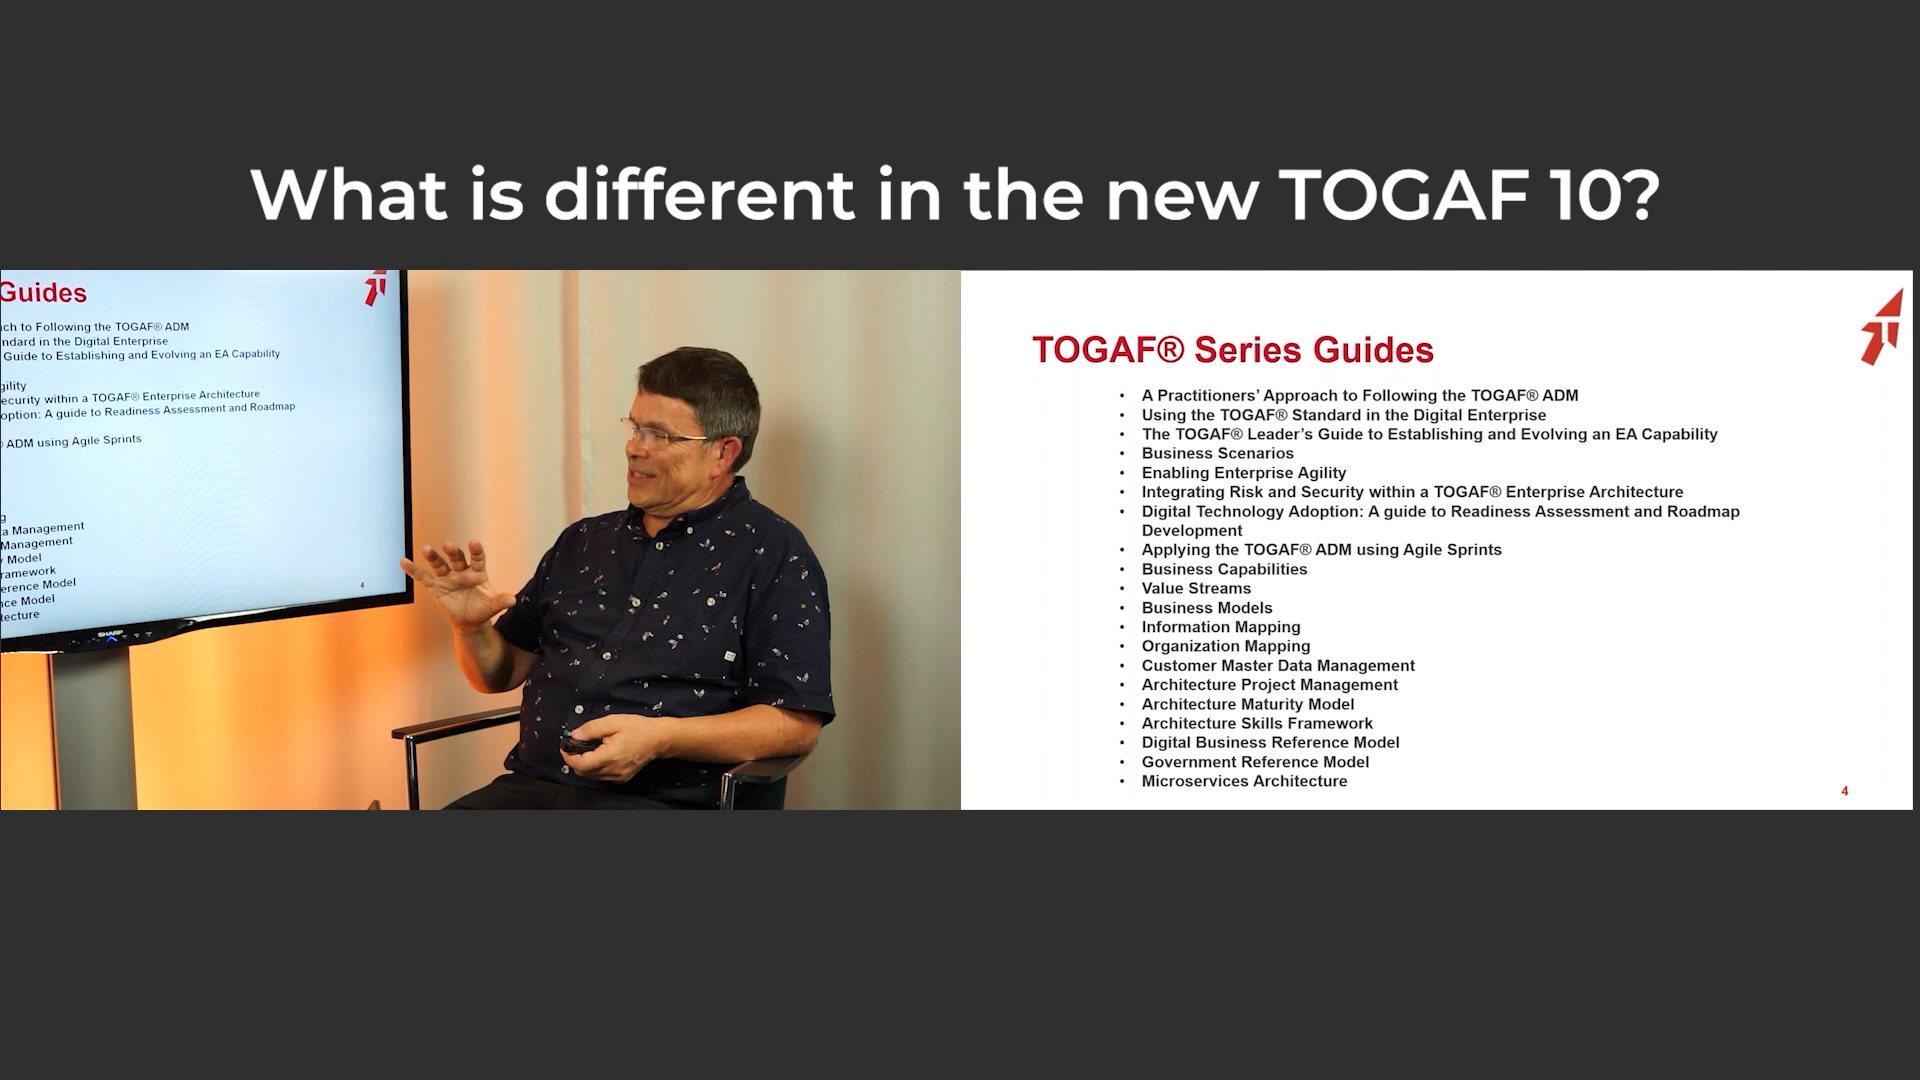 What is different in the new TOGAF 10?
Guides
ch to Following the TOGAF® ADM
ndard in the Digital Enterprise
Guide to Establishing and Evolving an EA Capability
gility
ecurity within a TOGAF® Enterprise Architecture
option: A guide to Readiness Assessment and Roadmap
ADM using Agile Sprints
g
a Management
Management
Model
ramework
erence Model
nce Model
tecture
4
SHARP
TOGAF® Series Guides
• A Practitioners’ Approach to Following the TOGAF® ADM
• Using the TOGAF® Standard in the Digital Enterprise
• The TOGAF® Leader’s Guide to Establishing and Evolving an EA Capability
• Business Scenarios
• Enabling Enterprise Agility
• Integrating Risk and Security within a TOGAF® Enterprise Architecture
• Digital Technology Adoption: A guide to Readiness Assessment and Roadmap
Development
• Applying the TOGAF® ADM using Agile Sprints
• Business Capabilities
• Value Streams
• Business Models
• Information Mapping
• Organization Mapping
• Customer Master Data Management
• Architecture Project Management
• Architecture Maturity Model
• Architecture Skills Framework
• Digital Business Reference Model
• Government Reference Model
• Microservices Architecture
4